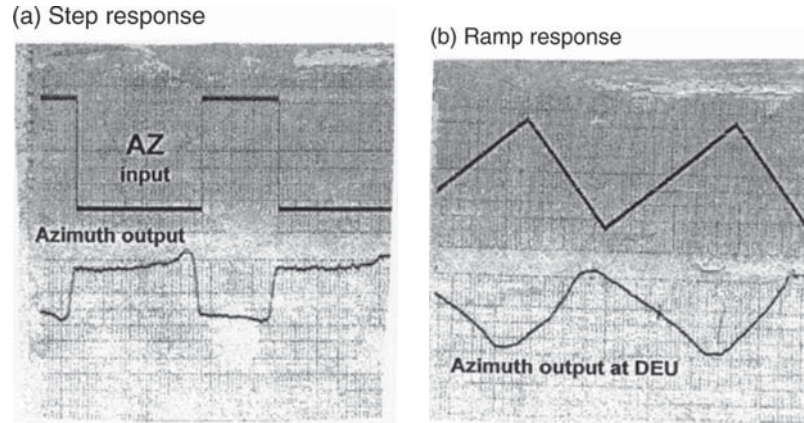 (a) Step response
AZ
input
Azimuth output
(b) Ramp response
Azimuth output at DEU